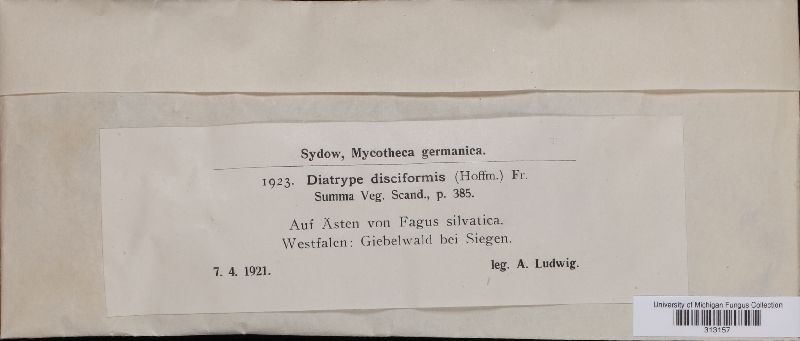 Sydow, Mycotheca germanica.
1923. Diatrype disciformis (Hoffm.) Fr.
Summa Veg. Scand., p. 385.
Auf Ästen von Fagus silvatica.
Westfalen: Giebelwald bei Siegen.
7. 4. 1921. leg. A. Ludwig.
University of Michigan Fungus Collection
313157